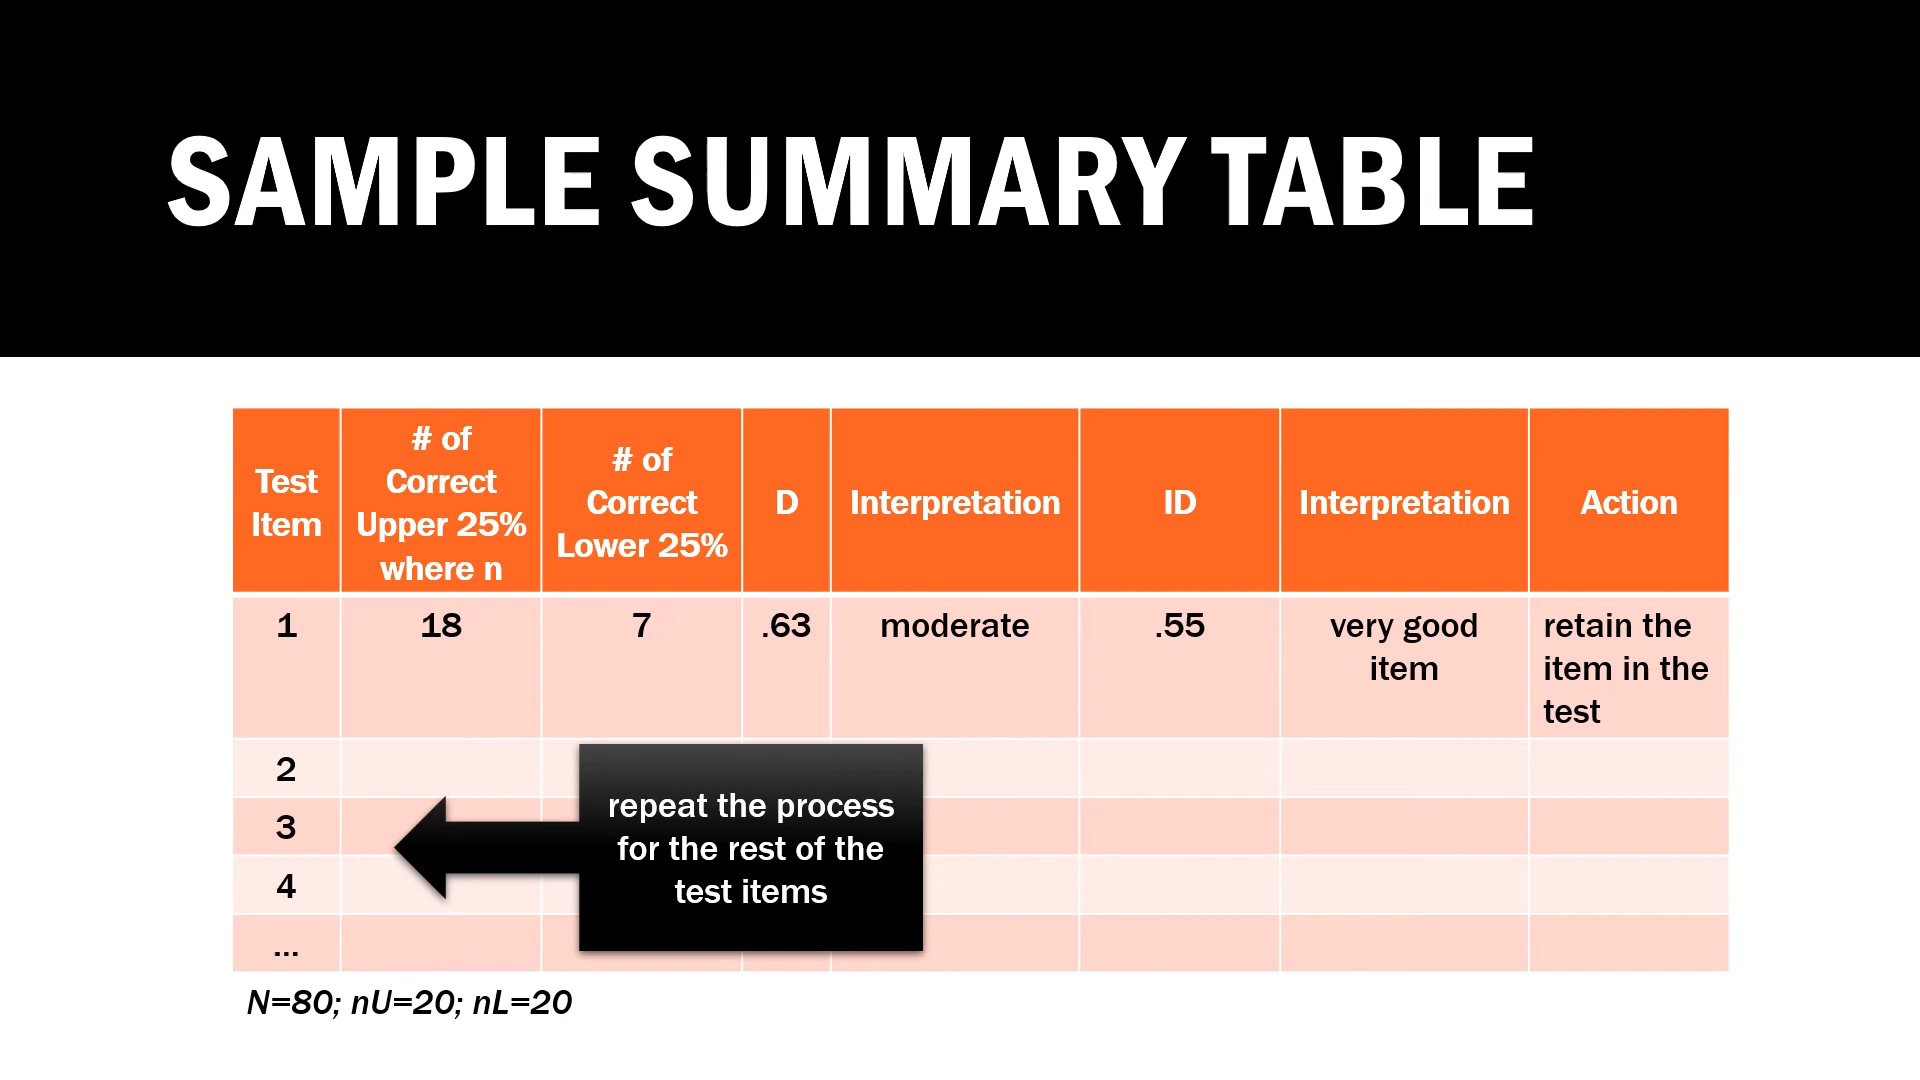 SAMPLE SUMMARY TABLE
Test
Item
# of
Correct
Upper 25%
where n
# of
Correct
Lower 25%
D
Interpretation
ID
Interpretation
Action
1
18
7
.63
moderate
.55
very good
item
retain the
item in the
test
2
3
4
...
repeat the process
for the rest of the
test items
N=80; nU=20; nL=20